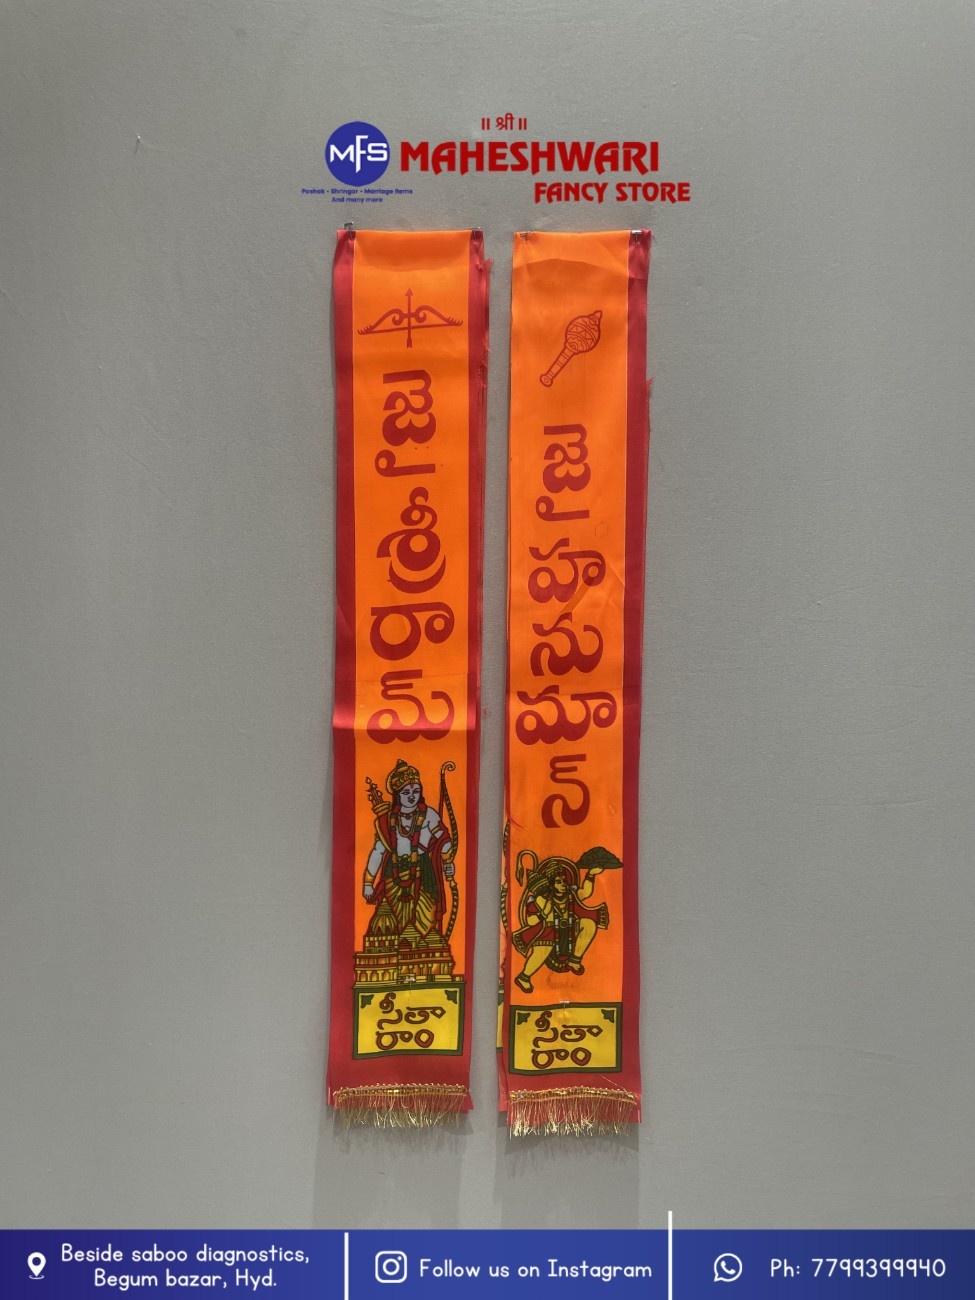 ॥ श्री ॥
MFS MAHESHWARI
FANCY STORE
Poshak • Shringar • Marriage Items
And many more
జై శ్రీ రామ్
సీతా
రాం
జై హనుమాన్
సీతా
రాం
Beside saboo diagnostics,
Begum bazar, Hyd.
Follow us on Instagram
Ph: 7799399940